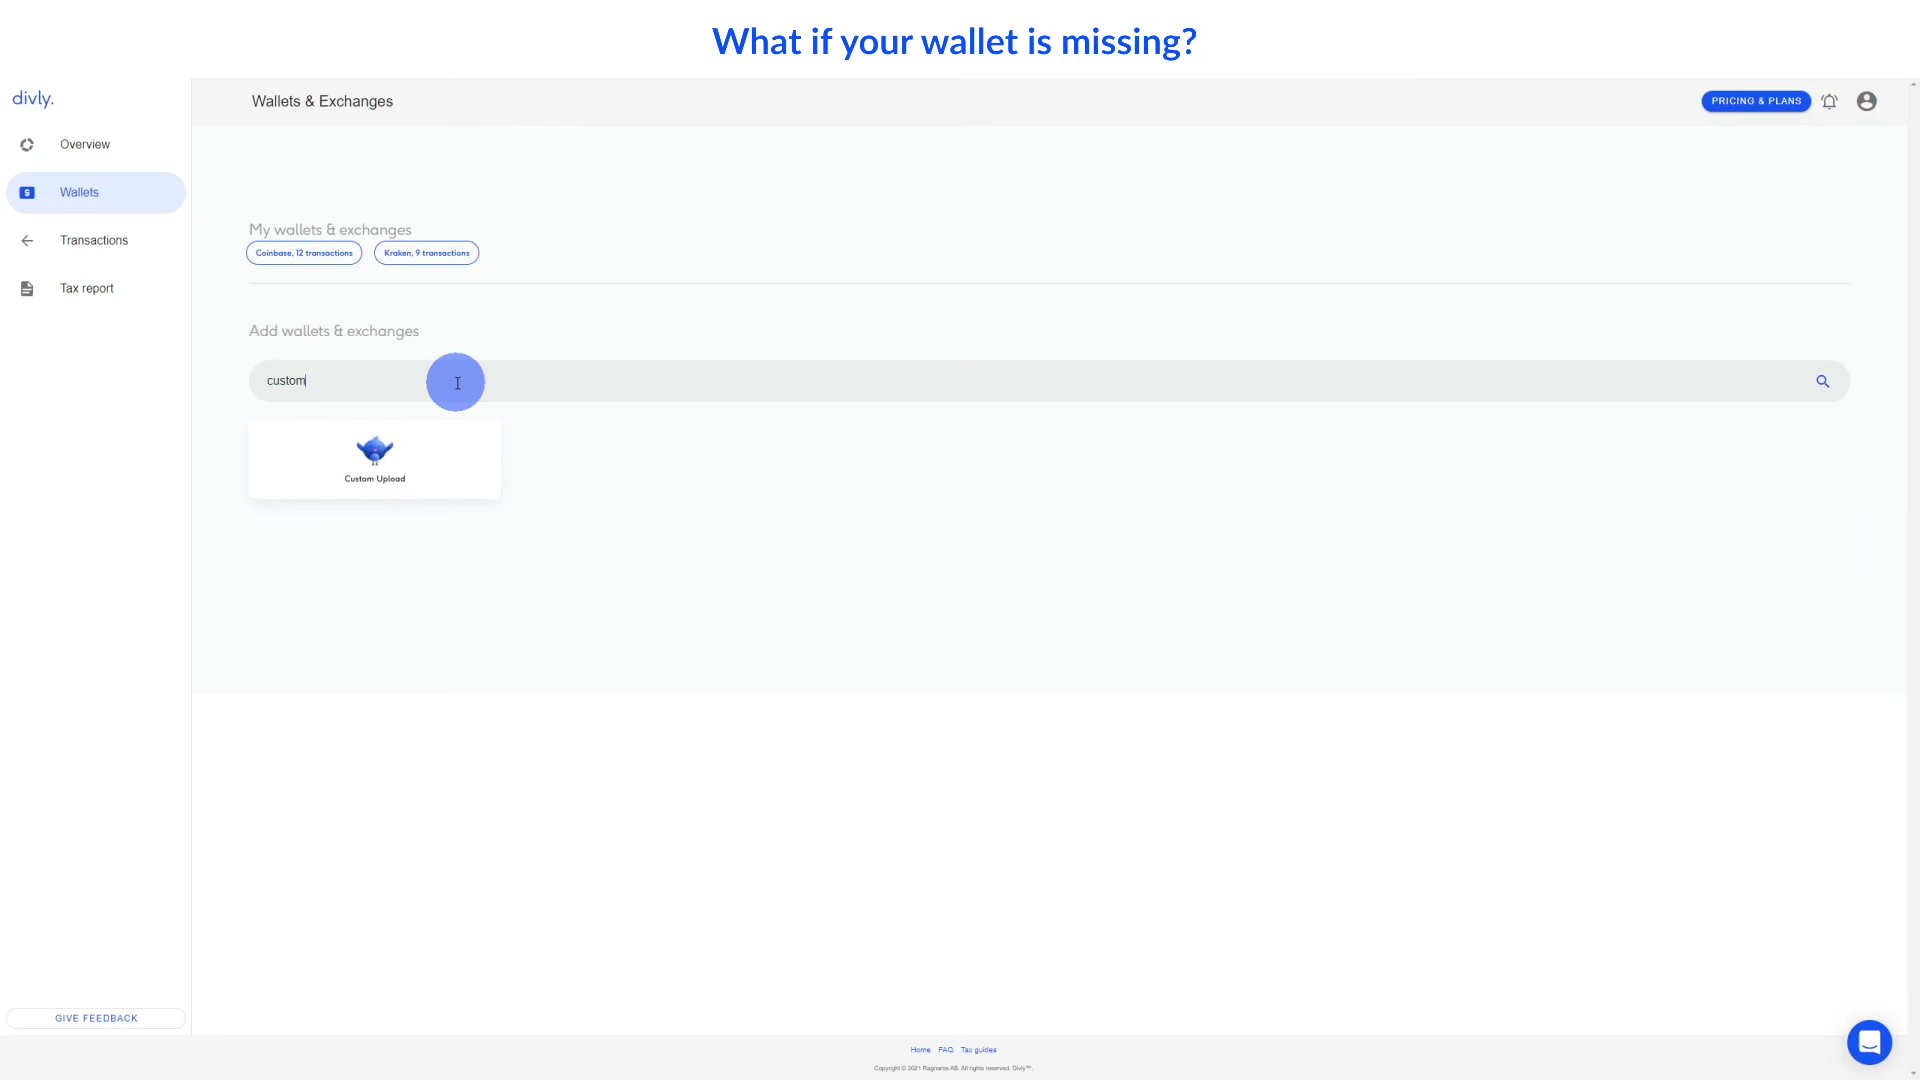 What if your wallet is missing?
divly.
Wallets & Exchanges
PRICING & PLANS
Overview
Wallets
Transactions
Tax report
My wallets & exchanges
Coinbase, 12 transactions
Kraken, 9 transactions
Add wallets & exchanges
custom
Custom Upload
GIVE FEEDBACK
Home FAQ Tax guides
Copyright © 2021 Ragnaros AB. All rights reserved. Divly™.